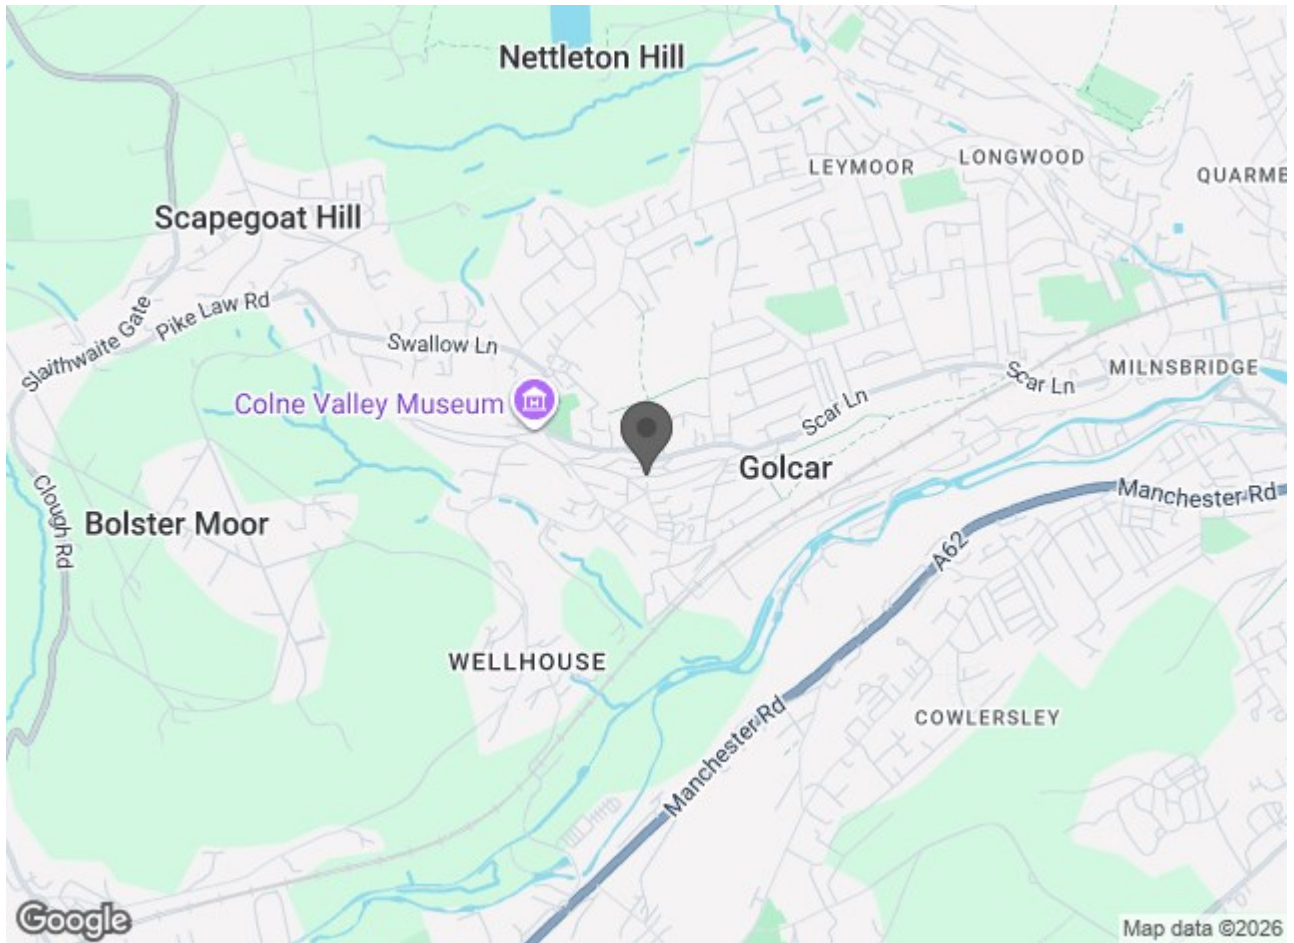 Nettleton Hill
LEYMOOR
LONGWOOD
QUARMB
Scapegoat Hill
Slaithwaite Gate
Pike Law Rd
Swallow Ln
Colne Valley Museum
Scar Ln
Scar Ln
MILNSBRIDGE
Golcar
Clough Rd
Bolster Moor
Manchester Rd
A62
WELLHOUSE
COWLERSLEY
Manchester Rd
Google
Map data ©2026